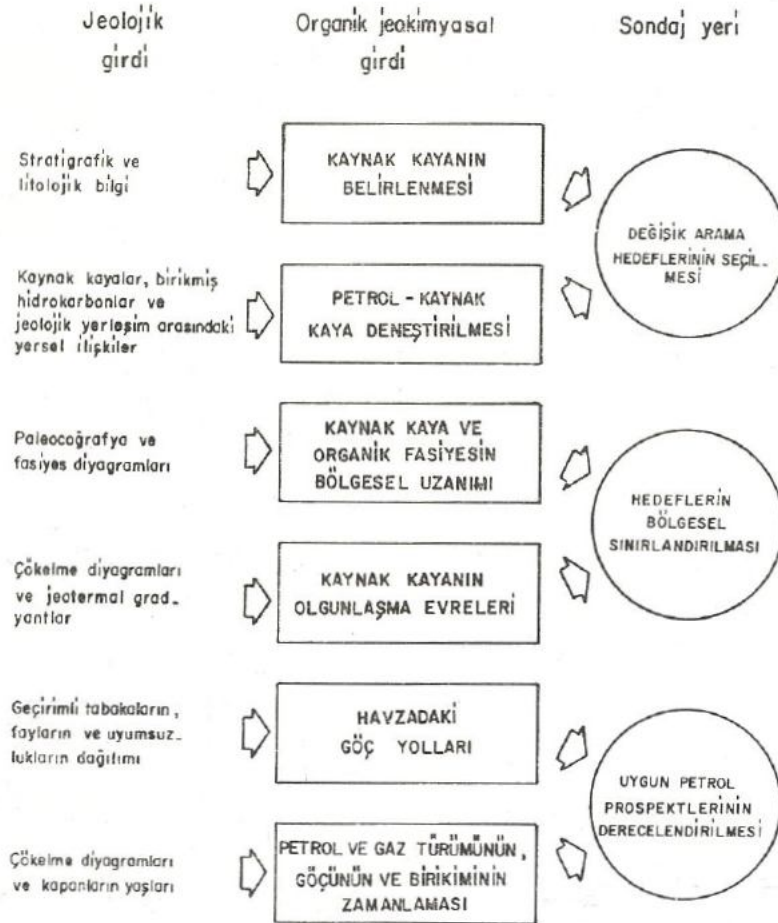 Jeolojik
girdi
Organik jeokimyasal
girdi
Sondaj yeri
Stratigrafik ve
litolojik bilgi
KAYNAK KAYANIN
BELİRLENMESİ
DEĞİŞİK ARAMA
HEDEFLERİNİN SEÇİL-
MESİ
Kaynak kayalar, birikmiş
hidrokarbonlar ve
jeolojik yerleşim arasındaki
yersel ilişkiler
PETROL - KAYNAK
KAYA DENEŞTİRİLMESİ
Paleocoğrafya ve
fasiyes diyagramları
KAYNAK KAYA VE
ORGANİK FASİYESİN
BÖLGESEL UZANIMI
HEDEFLERİN
BÖLGESEL
SINIRLANDIRILMASI
Çökelme diyagramları
ve jeotermal grad-
yantlar
KAYNAK KAYANIN
OLGUNLAŞMA EVRELERİ
Geçirimli tabakaların,
fayların ve uyumsuz-
lukların dağıtımı
HAVZADAKİ
GÖÇ YOLLARI
UYGUN PETROL
PROSPEKTLERİNİN
DERECELENDİRİLMESİ
Çökelme diyagramları
ve kapanların yaşları
PETROL VE GAZ TÜRÜMÜNÜN,
GÖÇÜNÜN VE BİRİKİMİNİN
ZAMANLAMASI